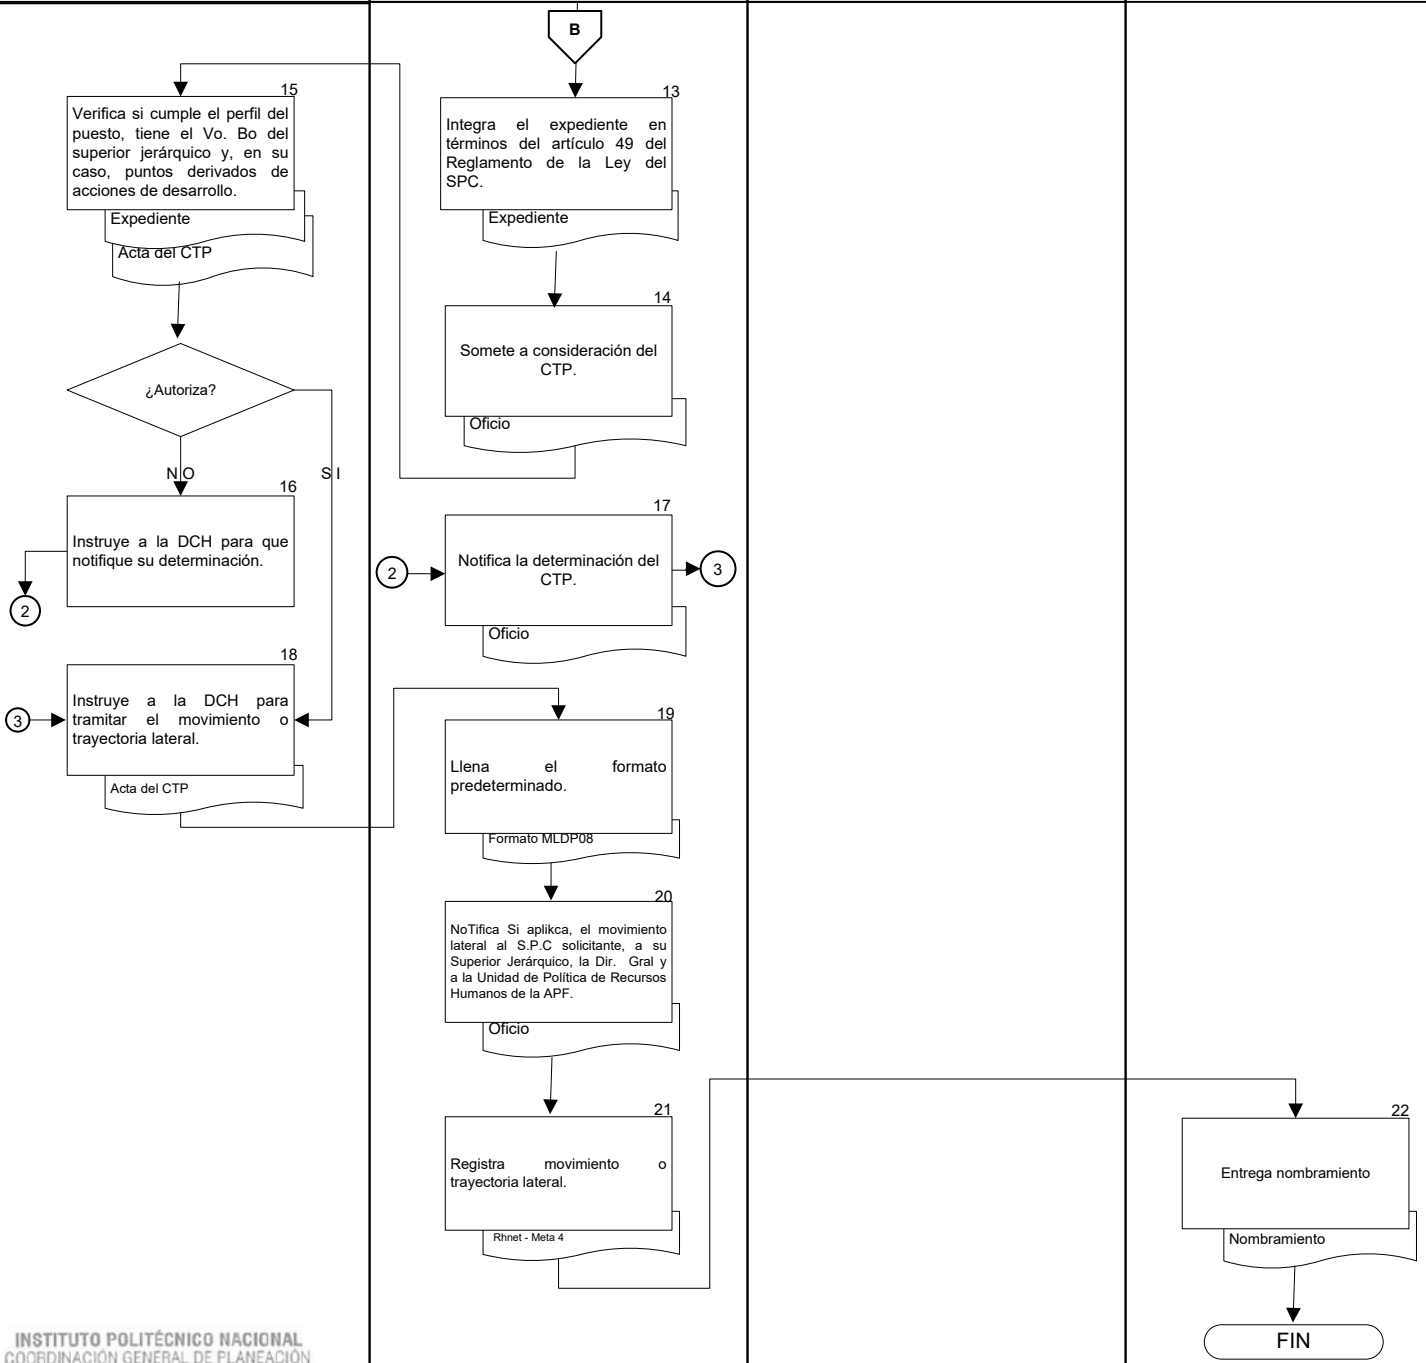 B
15
Verifica si cumple el perfil del
puesto, tiene el Vo. Bo del
superior jerárquico y, en su
caso, puntos derivados de
acciones de desarrollo.
Expediente
Acta del CTP
13
Integra el expediente en
términos del artículo 49 del
Reglamento de la Ley del
SPC.
Expediente
14
Somete a consideración del
CTP.
Oficio
¿Autoriza?
NO
SI
16
Instruye a la DCH para que
notifique su determinación.
2
17
2
Notifica la determinación del
CTP.
3
Oficio
18
3
Instruye a la DCH para
tramitar el movimiento o
trayectoria lateral.
Acta del CTP
19
Llena el formato
predeterminado.
Formato MLDP08
20
NoTifica Si aplikca, el movimiento
lateral al S.P.C solicitante, a su
Superior Jerárquico, la Dir. Gral y
a la Unidad de Política de Recursos
Humanos de la APF.
Oficio
21
Registra movimiento o
trayectoria lateral.
Rhnet - Meta 4
22
Entrega nombramiento
Nombramiento
FIN
INSTITUTO POLITÉCNICO NACIONAL
COORDINACIÓN GENERAL DE PLANEACIÓN